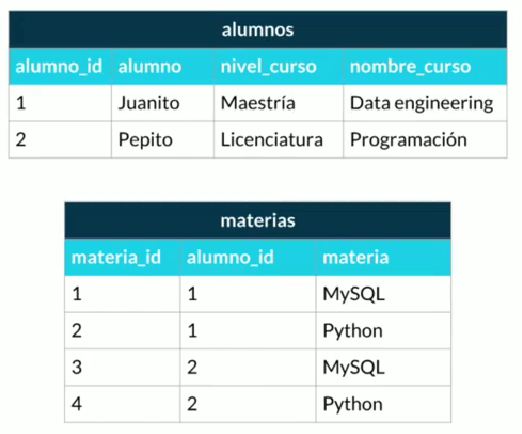 alumnos
alumno_id alumno nivel_curso nombre_curso
1 Juanito Maestría Data engineering
2 Pepito Licenciatura Programación
materias
materia_id alumno_id materia
1 1 MySQL
2 1 Python
3 2 MySQL
4 2 Python